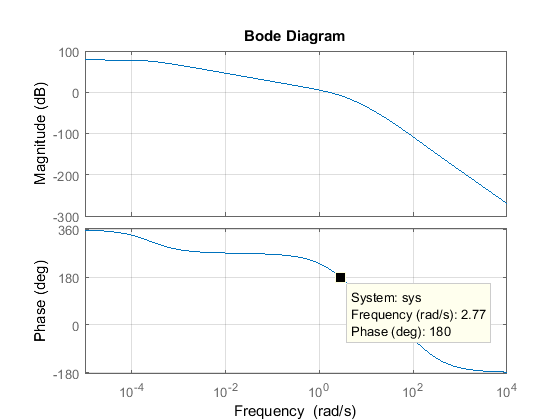 Bode Diagram
100
0
-100
-200
-300
Magnitude (dB)
360
180
0
-180
Phase (deg)
System: sys
Frequency (rad/s): 2.77
Phase (deg): 180
10-4
10-2
100
102
104
Frequency (rad/s)